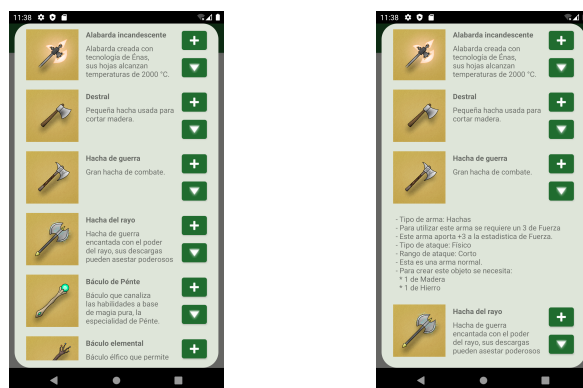 11:38
Alabarda incandescente
Alabarda creada con
tecnología de Énas,
sus hojas alcanzan
temperaturas de 2000 °C.
Destral
Pequeña hacha usada para
cortar madera.
Hacha de guerra
Gran hacha de combate.
Hacha del rayo
Hacha de guerra
encantada con el poder
del rayo, sus descargas
pueden asestar poderosos
Báculo de Pénte
Báculo que canaliza
las habilidades a base
de magia pura, la
especialidad de Pénte.
Báculo elemental
Báculo élfico que permite
11:38
Alabarda incandescente
Alabarda creada con
tecnología de Énas,
sus hojas alcanzan
temperaturas de 2000 °C.
Destral
Pequeña hacha usada para
cortar madera.
Hacha de guerra
Gran hacha de combate.
- Tipo de arma: Hachas
- Para utilizar este arma se requiere un 3 de Fuerza
- Este arma aporta +3 a la estadística de Fuerza.
- Tipo de ataque: Físico
- Rango de ataque: Corto
- Esta es una arma normal.
- Para crear este objeto se necesita:
* 1 de Madera
* 1 de Hierro
Hacha del rayo
Hacha de guerra
encantada con el poder
del rayo, sus descargas
pueden asestar poderosos